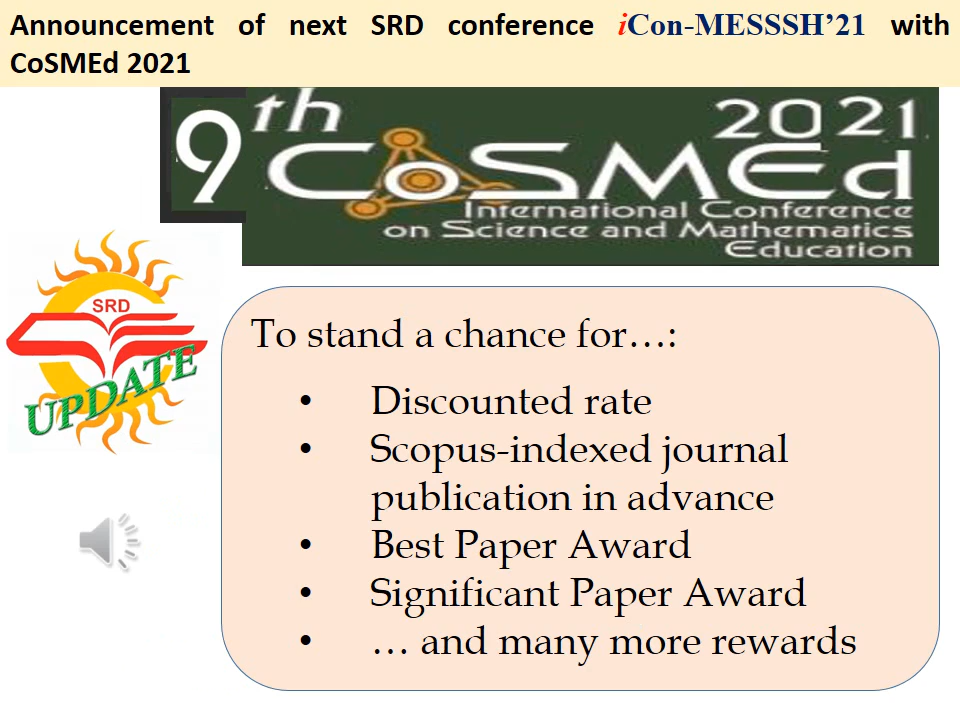 Announcement of next SRD conference iCon-MESSSH’21 with
CoSMEd 2021
9th CoSMEd 2021
International Conference
on Science and Mathematics
Education
SRD
UPDATE
To stand a chance for…:
• Discounted rate
• Scopus-indexed journal
publication in advance
• Best Paper Award
• Significant Paper Award
• … and many more rewards